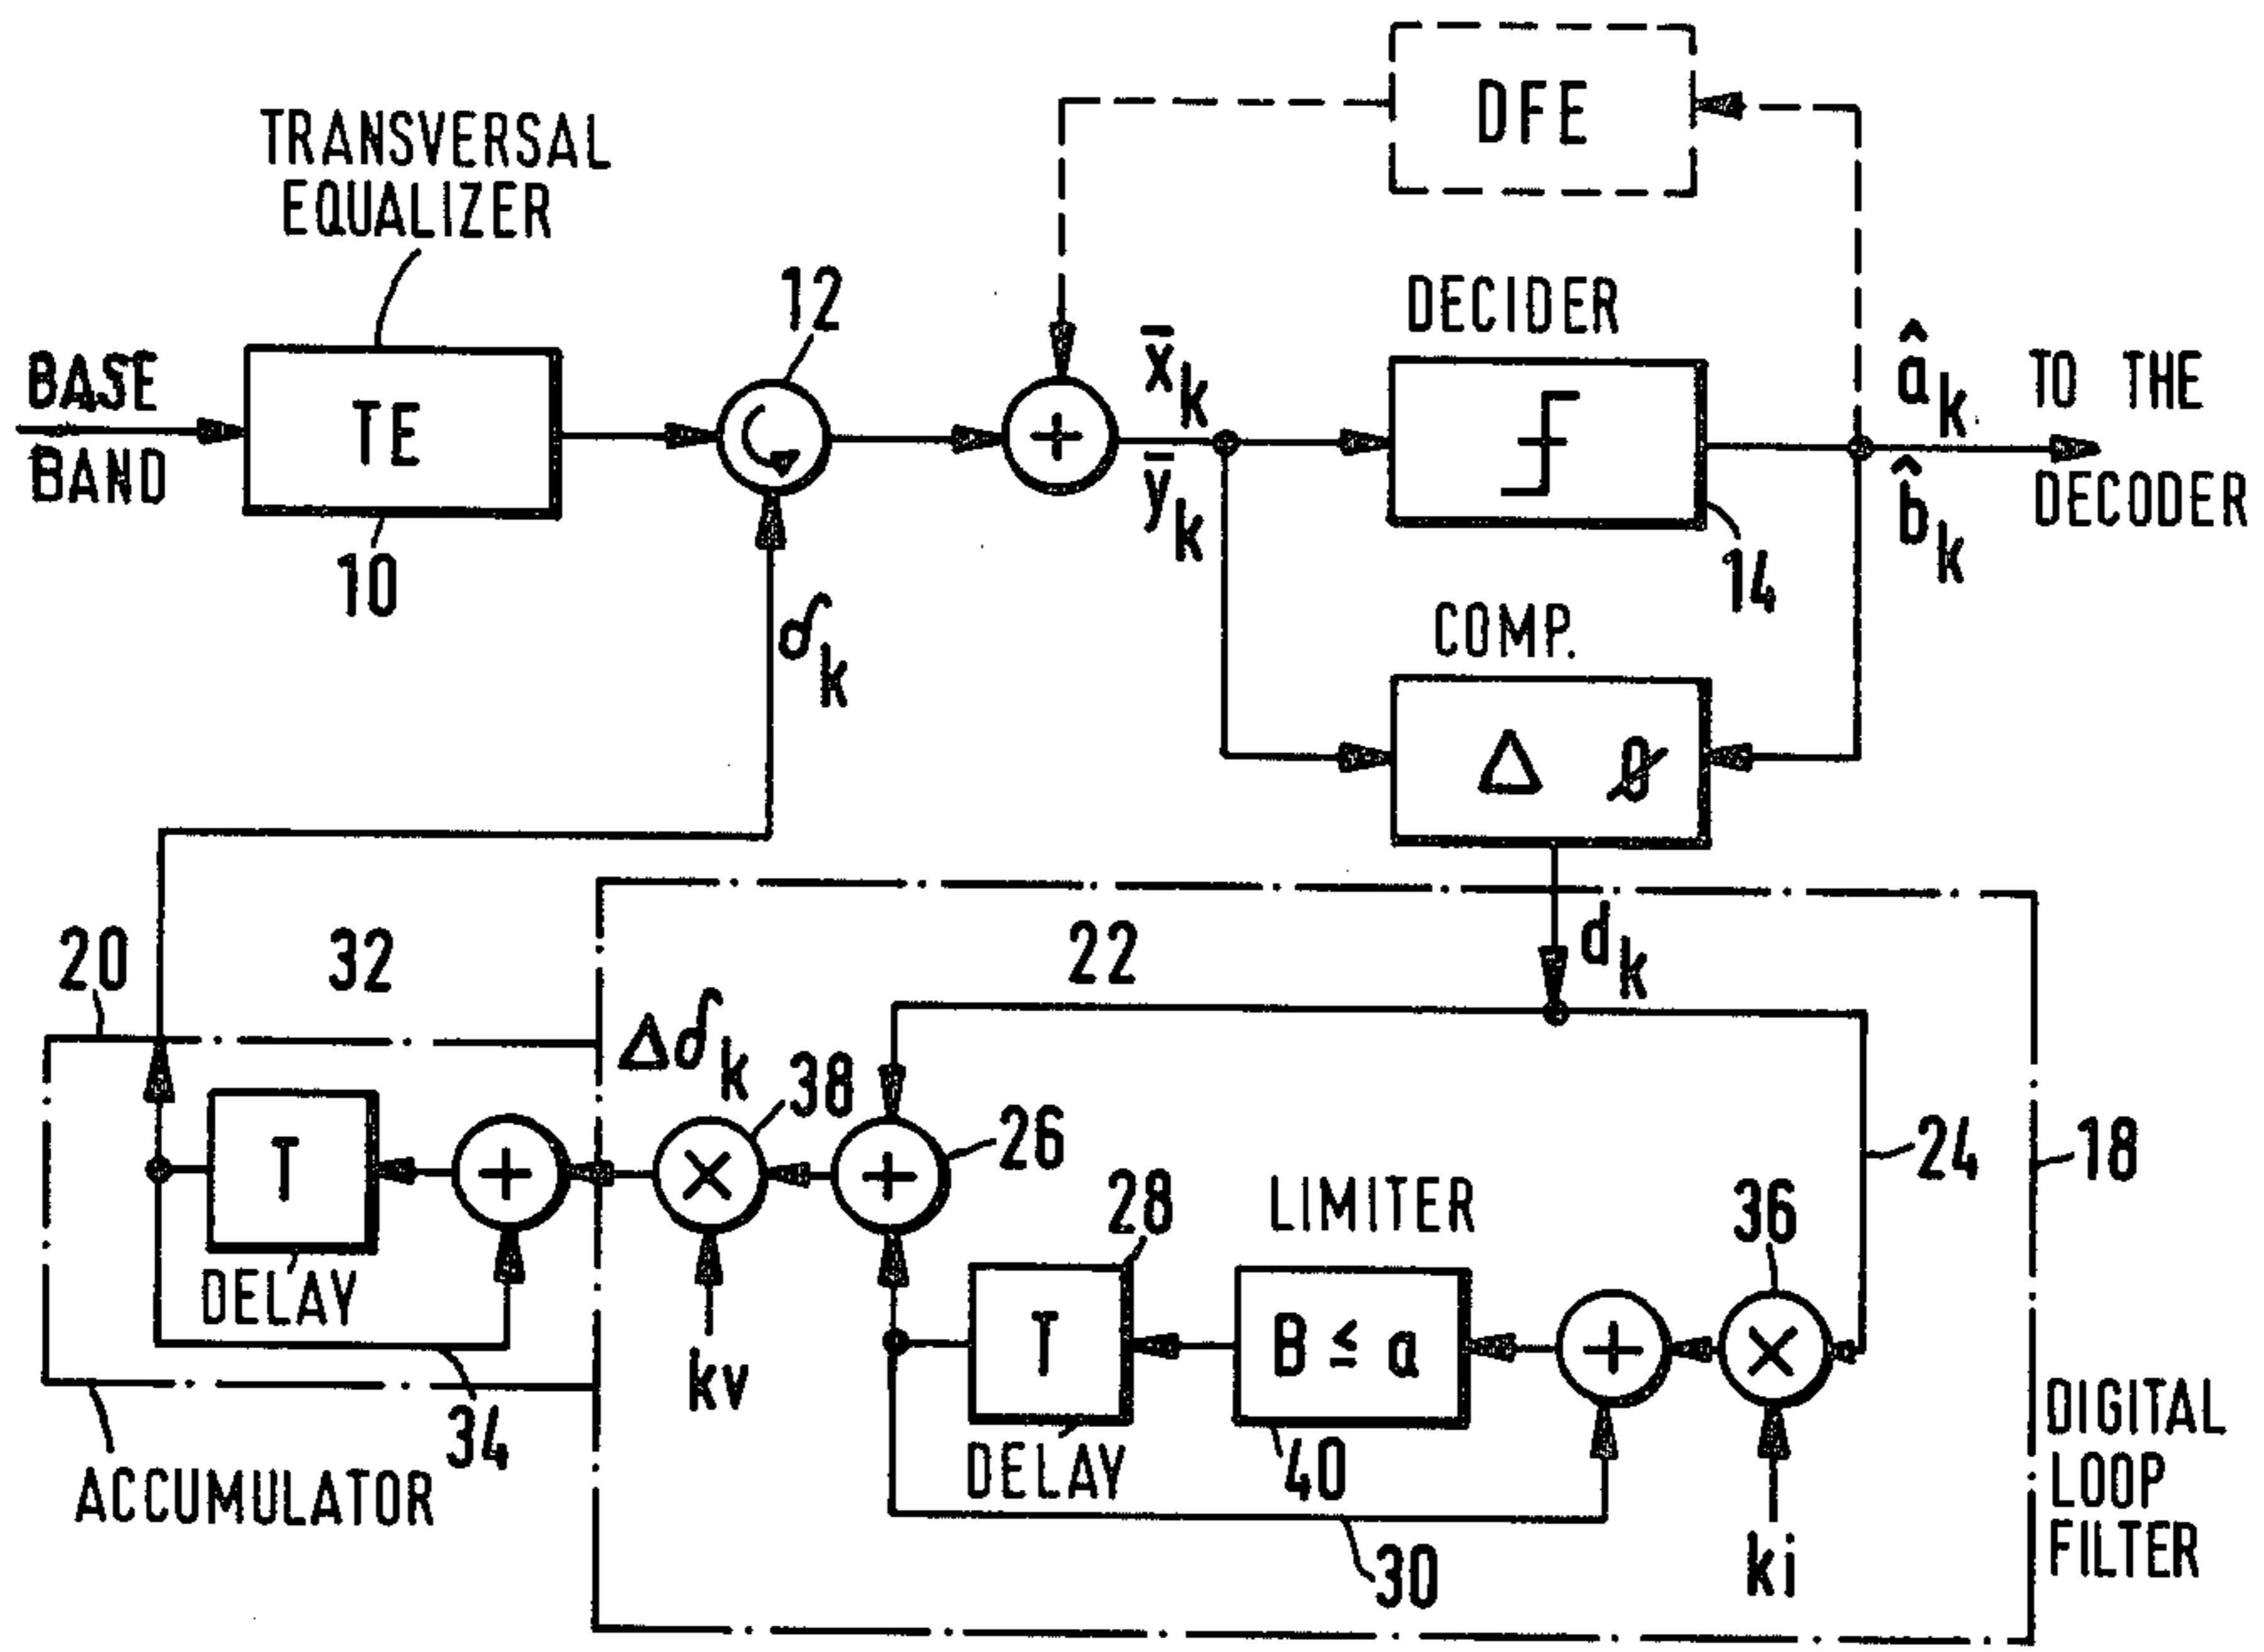 TRANSVERSAL
EQUALIZER
DFE
BASE
BAND
TE
10
12
+
x̄k
ȳk
DECIDER
14
âk
b̂k
TO THE
DECODER
COMP.
Δ ∅
dk
δk
20
32
22
Δδk
38
26
24
18
T
DELAY
+
×
+
kv
28
LIMITER
36
T
DELAY
B ≤ a
40
+
×
ki
34
30
ACCUMULATOR
DIGITAL
LOOP
FILTER